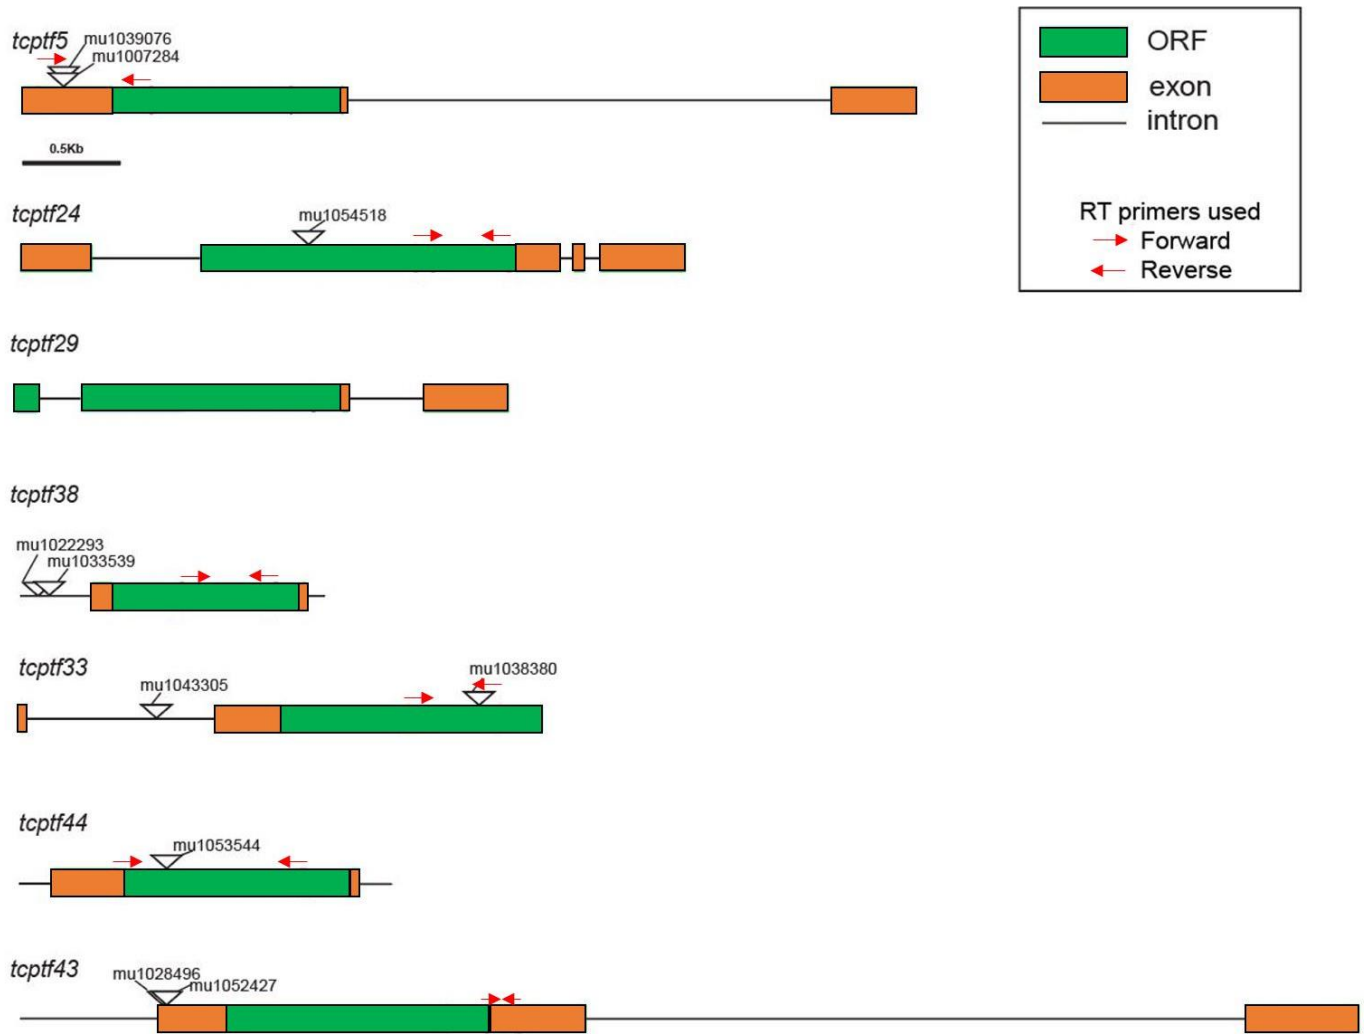 tcptf5
mu1039076
mu1007284
0.5Kb
ORF
exon
intron
RT primers used
Forward
Reverse
tcptf24
mu1054518
tcptf29
tcptf38
mu1022293
mu1033539
tcptf33
mu1043305
mu1038380
tcptf44
mu1053544
tcptf43
mu1028496
mu1052427